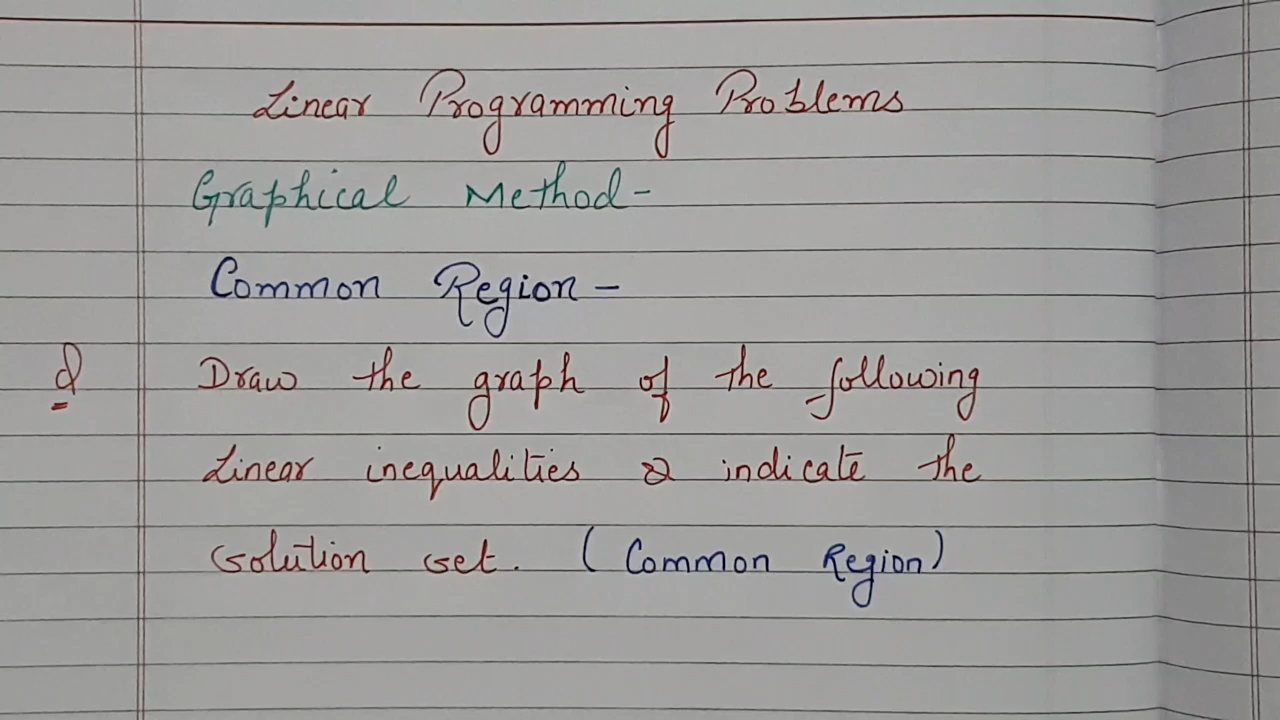 Linear Programming Problems
Graphical Method-
Common Region-
Q Draw the graph of the following
Linear inequalities & indicate the
Solution set. (Common Region)